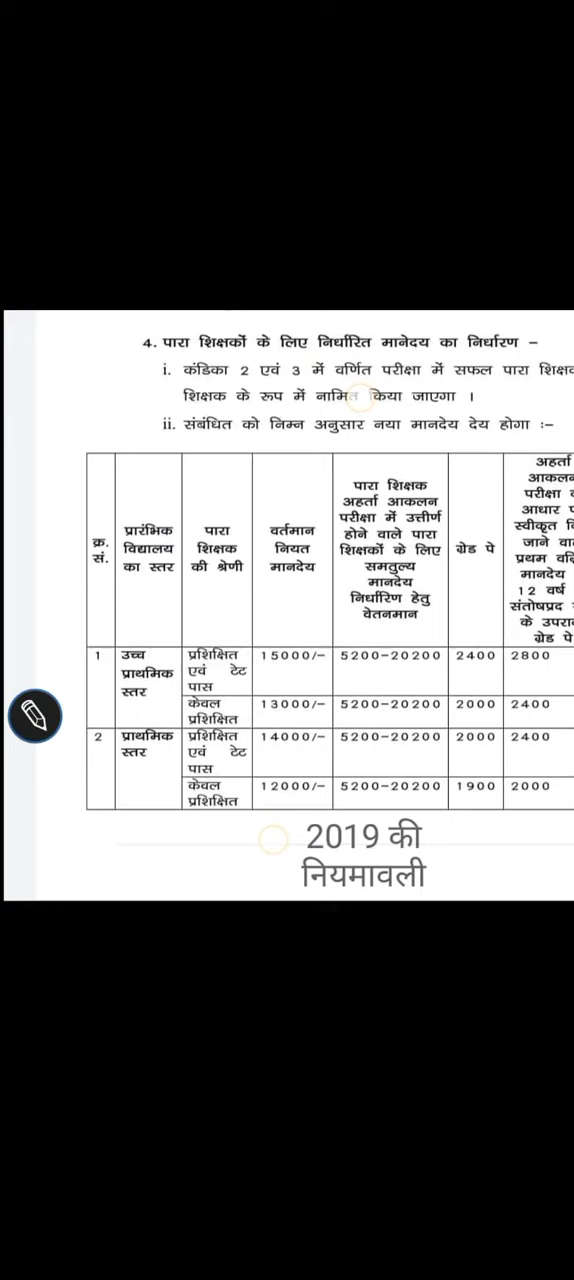 4. पारा शिक्षकों के लिए निर्धारित मानेदय का निर्धारण –
i. कंडिका 2 एवं 3 में वर्णित परीक्षा में सफल पारा
शिक्षक के रूप में नामित किया जाएगा ।
ii. संबंधित को निम्न अनुसार नया मानदेय देय होगा :–
क्र. सं.
प्रारंभिक
विद्यालय
का स्तर
पारा
शिक्षक
की श्रेणी
वर्तमान
नियत
मानदेय
पारा शिक्षक
अहर्ता आकलन
परीक्षा में उत्तीर्ण
होने वाले पारा
शिक्षकों के लिए
समतुल्य
मानदेय
निर्धारिण हेतु
वेतनमान
ग्रेड पे
अहर्ता
आकलन
परीक्षा
आधार
स्वीकृत
जाने
प्रथम
मानदेय
12 वर्ष
संतोषप्रद
के
ग्रेड पे
1 उच्च प्रशिक्षित 15000/– 5200–20200 2400 2800
प्राथमिक एवं टेट
स्तर पास
केवल 13000/– 5200–20200 2000 2400
प्रशिक्षित
2 प्राथमिक प्रशिक्षित 14000/– 5200–20200 2000 2400
स्तर एवं टेट
पास
केवल 12000/– 5200–20200 1900 2000
प्रशिक्षित
2019 की
नियमावली